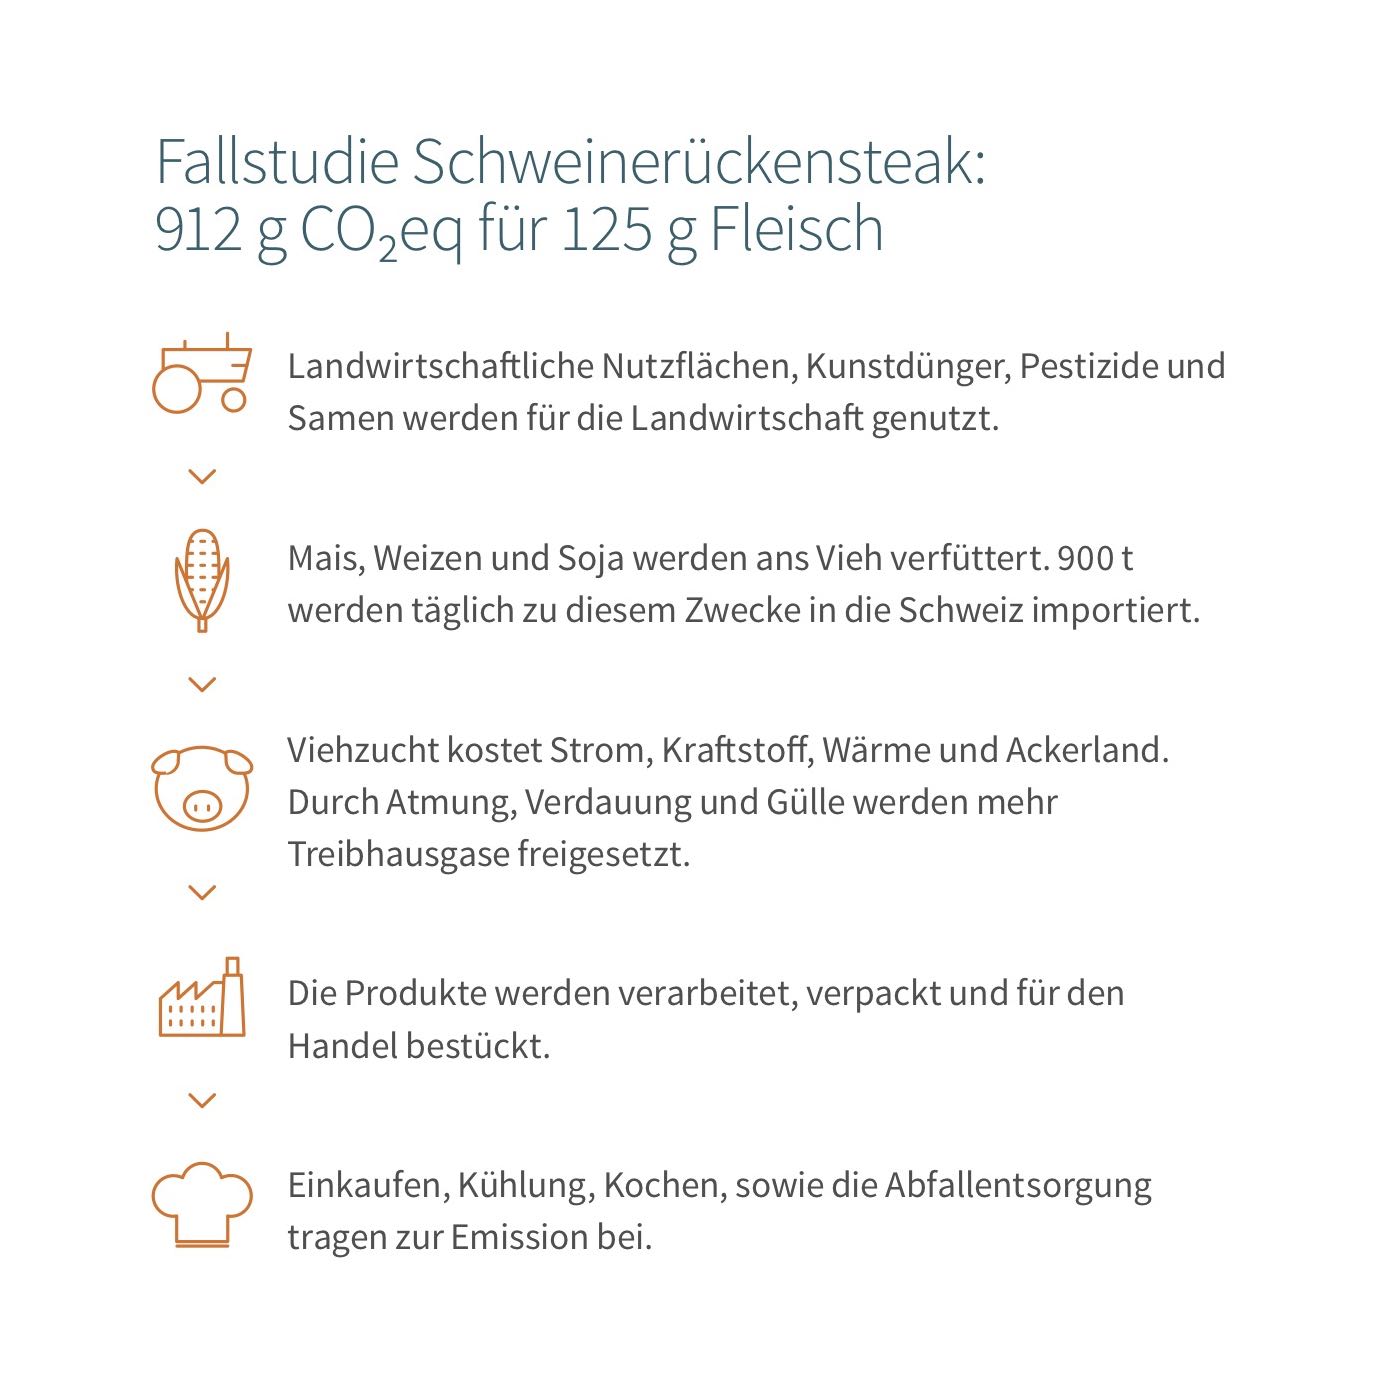 Fallstudie Schweinerückensteak:
912 g CO₂eq für 125 g Fleisch
Landwirtschaftliche Nutzflächen, Kunstdünger, Pestizide und
Samen werden für die Landwirtschaft genutzt.
Mais, Weizen und Soja werden ans Vieh verfüttert. 900 t
werden täglich zu diesem Zwecke in die Schweiz importiert.
Viehzucht kostet Strom, Kraftstoff, Wärme und Ackerland.
Durch Atmung, Verdauung und Gülle werden mehr
Treibhausgase freigesetzt.
Die Produkte werden verarbeitet, verpackt und für den
Handel bestückt.
Einkaufen, Kühlung, Kochen, sowie die Abfallentsorgung
tragen zur Emission bei.